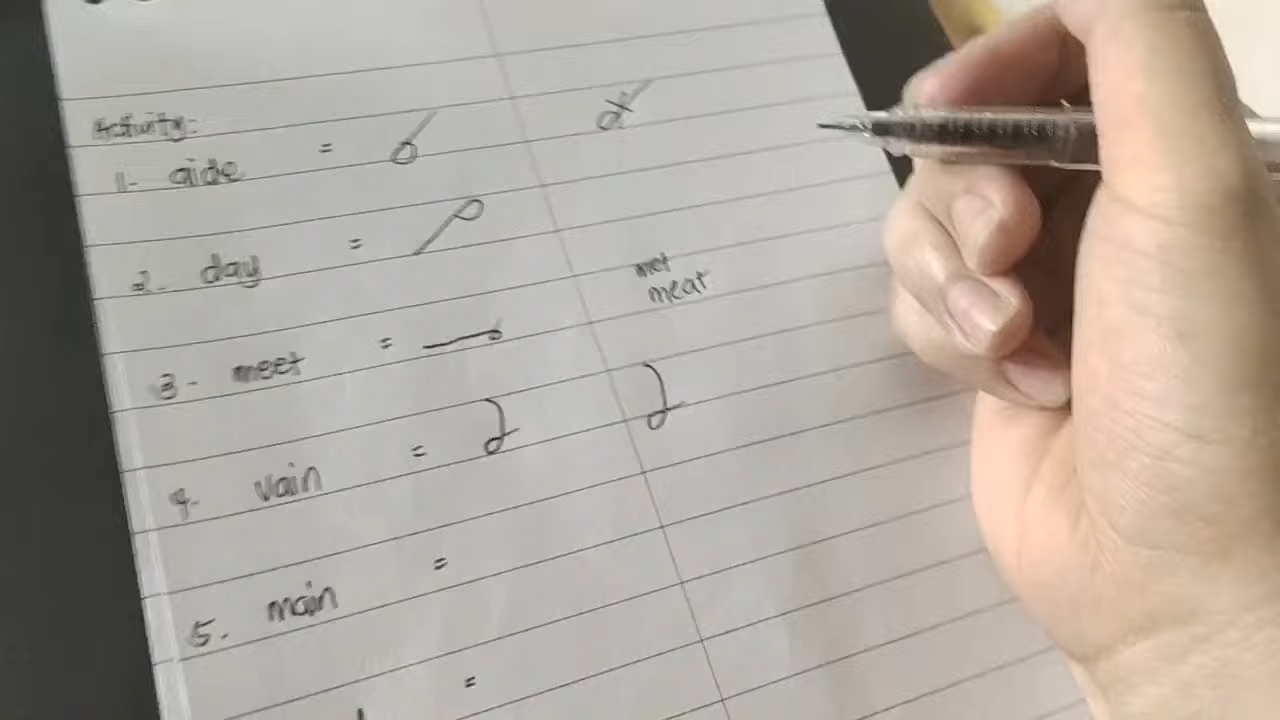 Activity:
1- aide =
2. day =
met
meat
3- meet =
4- vain =
5. main =
=